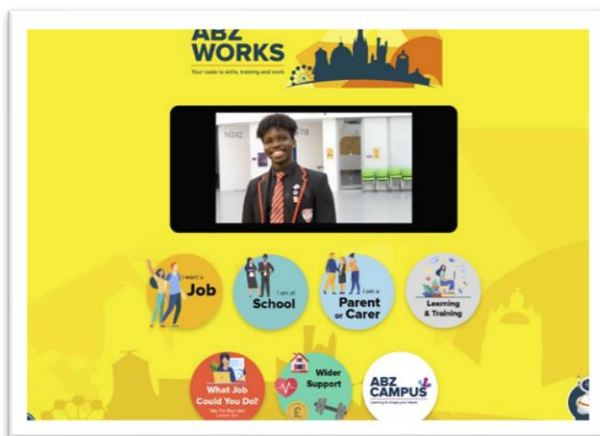 ABZ
WORKS
Your route to skills, training and work
N242
I want a
Job
I am at
School
I am a
Parent
or Carer
Learning
& Training
What Job
Could You Do?
Wider
Support
£
ABZ
CAMPUS